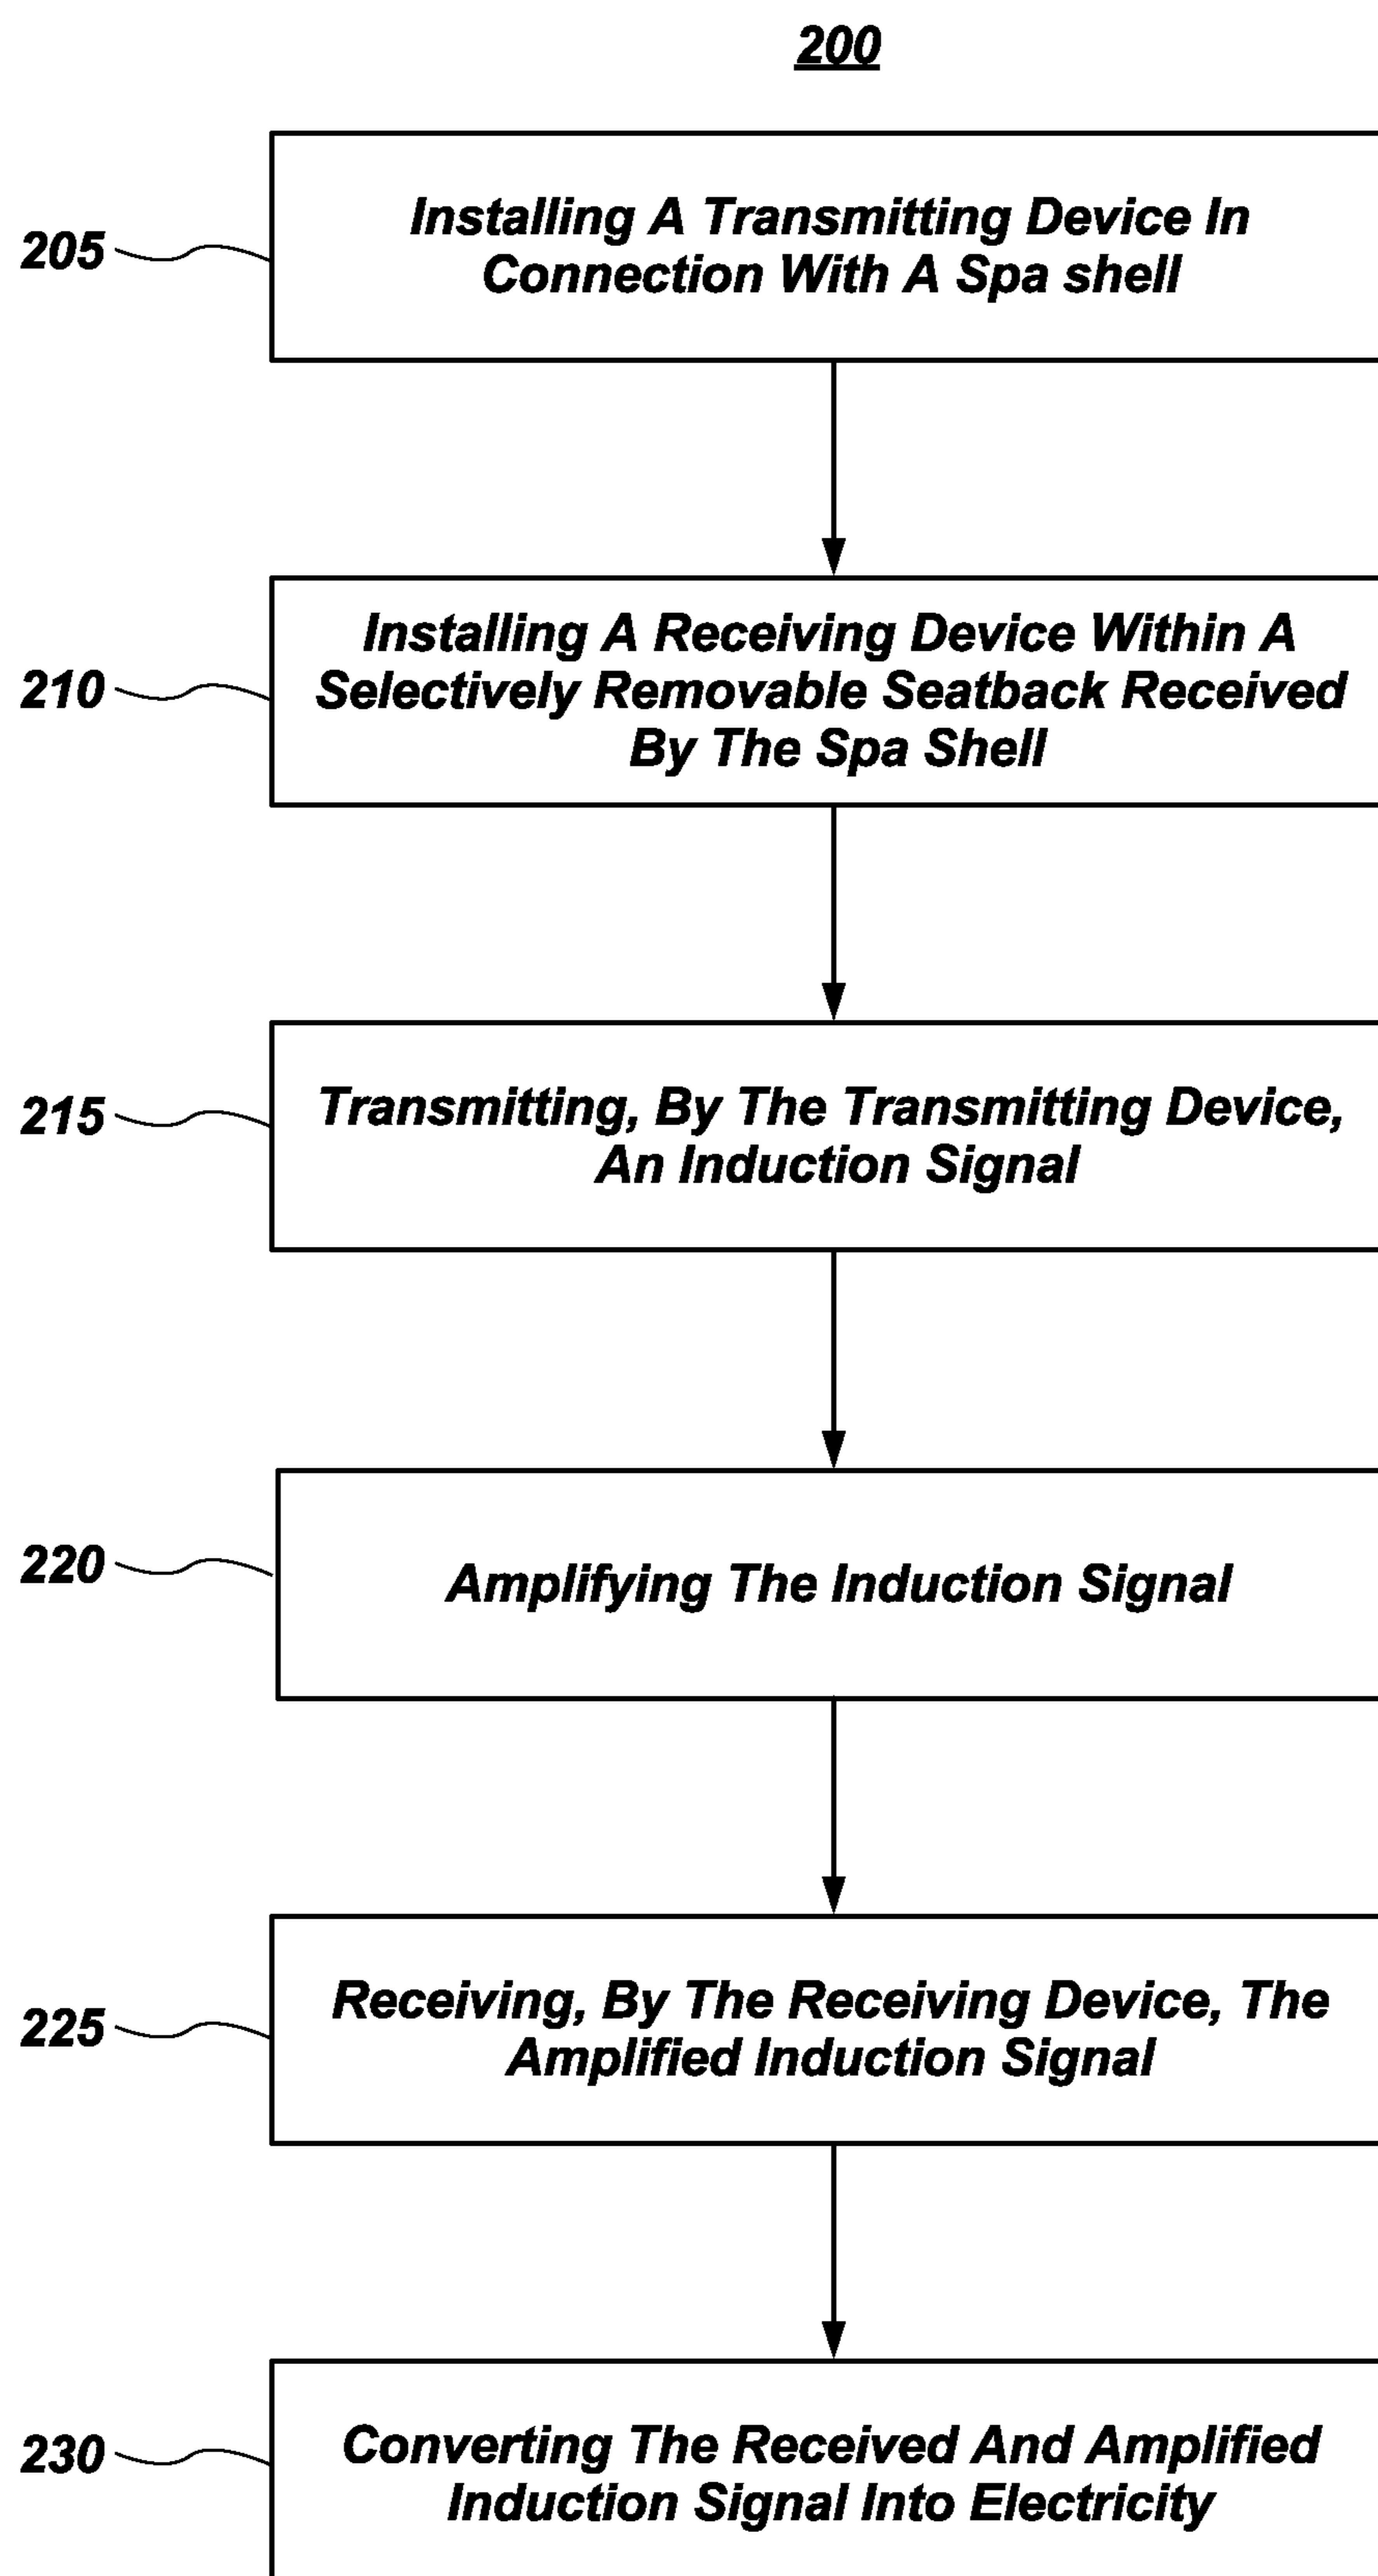 200
205
Installing A Transmitting Device In
Connection With A Spa shell
210
Installing A Receiving Device Within A
Selectively Removable Seatback Received
By The Spa Shell
215
Transmitting, By The Transmitting Device,
An Induction Signal
220
Amplifying The Induction Signal
225
Receiving, By The Receiving Device, The
Amplified Induction Signal
230
Converting The Received And Amplified
Induction Signal Into Electricity